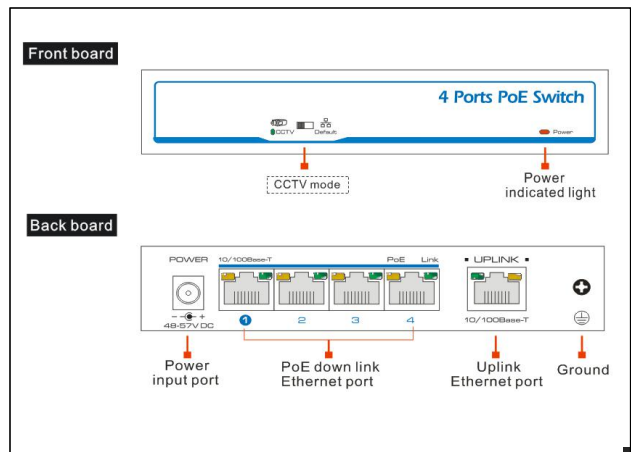 Front board
4 Ports PoE Switch
CCTV
Default
Power
CCTV mode
Power
indicated light
Back board
POWER
10/100Base-T
PoE Link
UPLINK
1 2 3 4
48-57V DC
10/100Base-T
Power
input port
PoE down link
Ethernet port
Uplink
Ethernet port
Ground